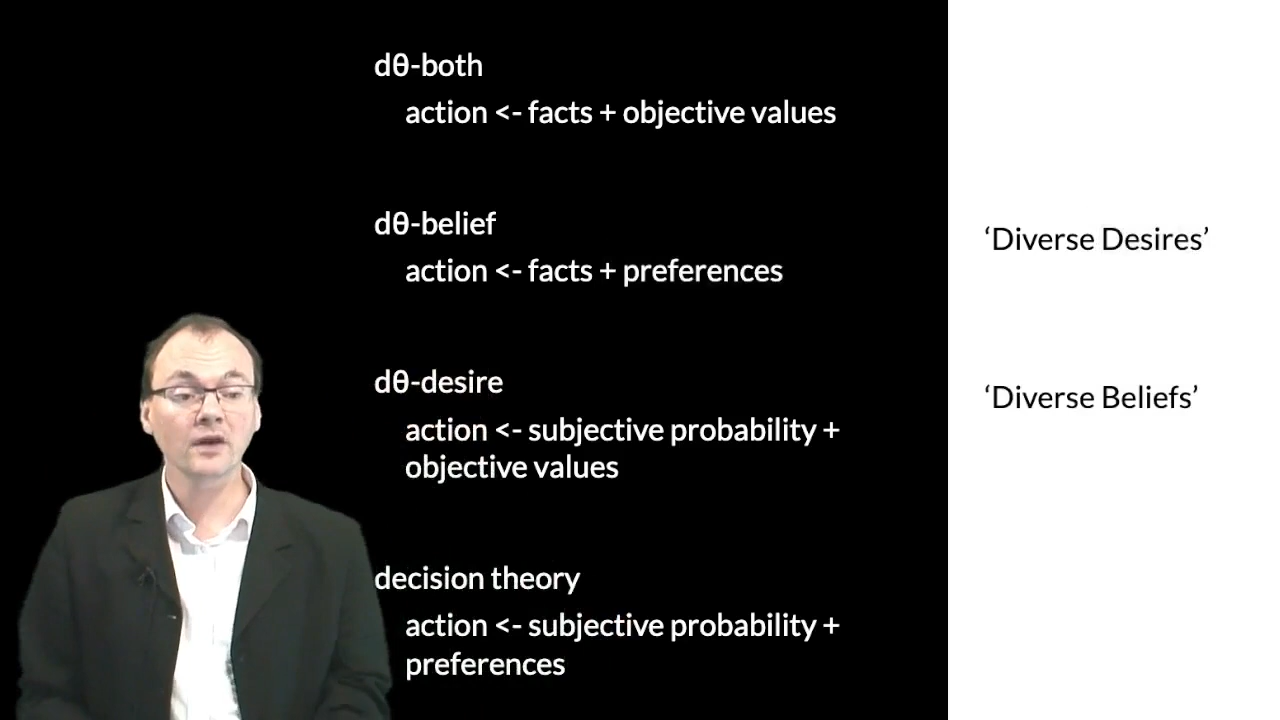 dθ-both
action <- facts + objective values
dθ-belief
action <- facts + preferences
‘Diverse Desires’
dθ-desire
action <- subjective probability +
objective values
‘Diverse Beliefs’
decision theory
action <- subjective probability +
preferences